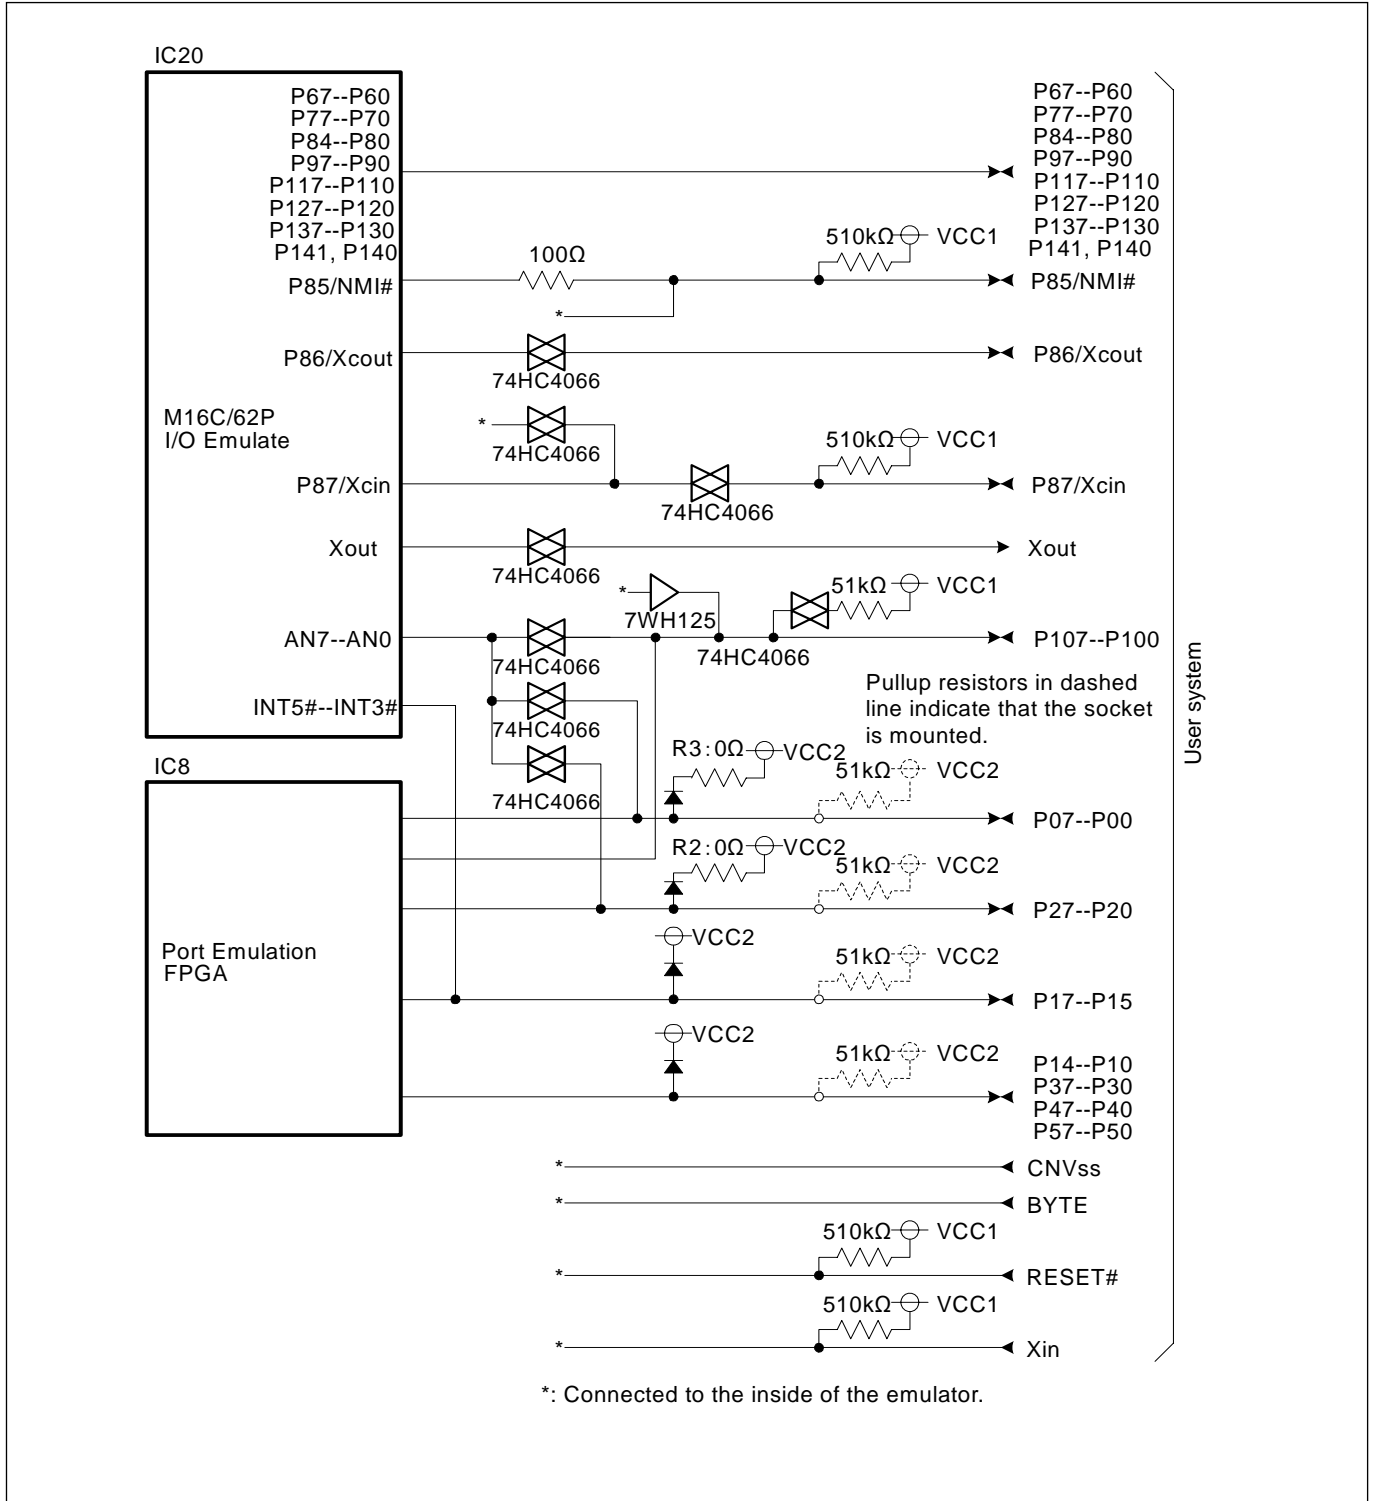 IC20
P67--P60
P77--P70
P84--P80
P97--P90
P117--P110
P127--P120
P137--P130
P141, P140
P67--P60
P77--P70
P84--P80
P97--P90
P117--P110
P127--P120
P137--P130
P141, P140
510kΩ VCC1
100Ω
P85/NMI#
P85/NMI#
*
P86/Xcout
P86/Xcout
74HC4066
M16C/62P
I/O Emulate
*
74HC4066
510kΩ VCC1
P87/Xcin
P87/Xcin
74HC4066
Xout
Xout
74HC4066
*
7WH125
51kΩ VCC1
AN7--AN0
P107--P100
74HC4066
74HC4066
Pullup resistors in dashed
line indicate that the socket
is mounted.
INT5#--INT3#
74HC4066
74HC4066
User system
IC8
R3:0Ω VCC2
51kΩ VCC2
P07--P00
R2:0Ω VCC2
51kΩ VCC2
P27--P20
Port Emulation
FPGA
VCC2
51kΩ VCC2
P17--P15
VCC2
51kΩ VCC2
P14--P10
P37--P30
P47--P40
P57--P50
* CNVss
* BYTE
510kΩ VCC1
* RESET#
510kΩ VCC1
* Xin
*: Connected to the inside of the emulator.